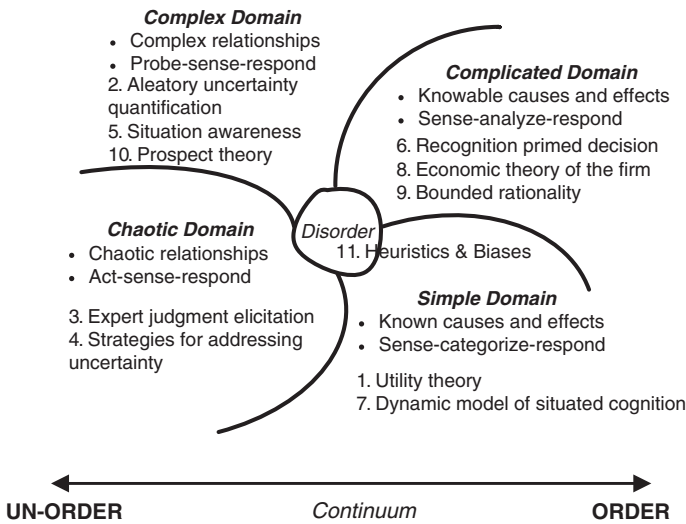 Complex Domain
• Complex relationships
• Probe-sense-respond
2. Aleatory uncertainty
quantification
5. Situation awareness
10. Prospect theory
Complicated Domain
• Knowable causes and effects
• Sense-analyze-respond
6. Recognition primed decision
8. Economic theory of the firm
9. Bounded rationality
Chaotic Domain
• Chaotic relationships
• Act-sense-respond
3. Expert judgment elicitation
4. Strategies for addressing
uncertainty
Disorder
11. Heuristics & Biases
Simple Domain
• Known causes and effects
• Sense-categorize-respond
1. Utility theory
7. Dynamic model of situated cognition
UN-ORDER
Continuum
ORDER